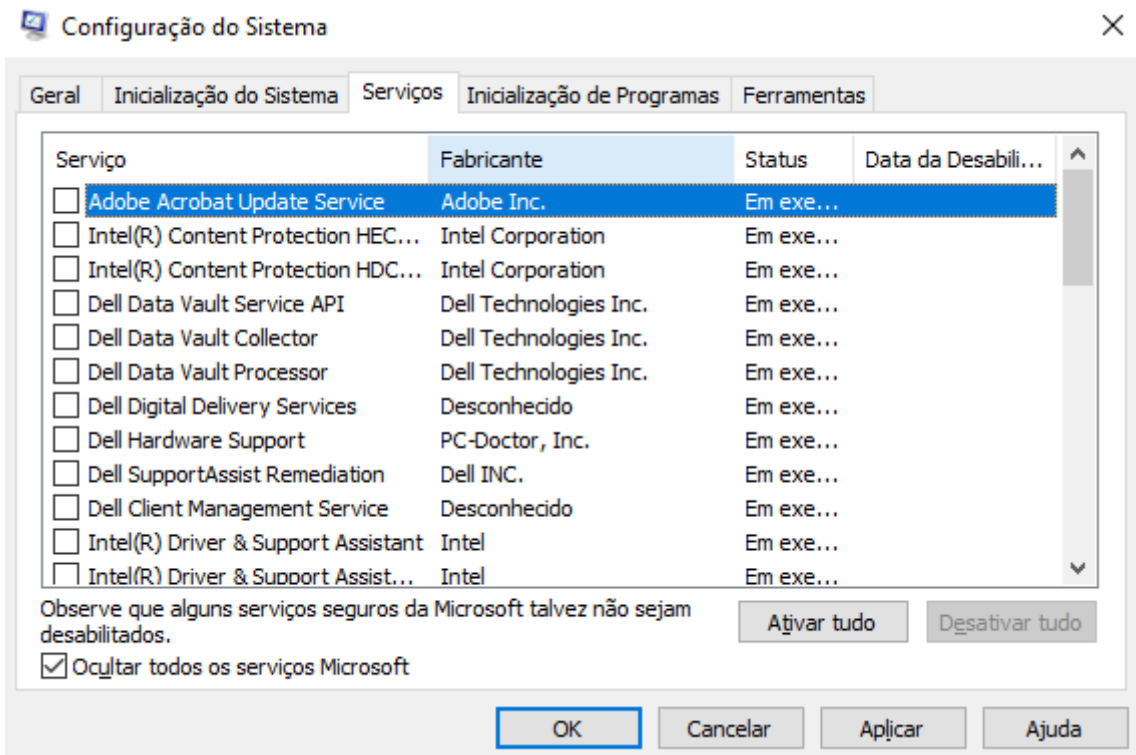 Configuração do Sistema
Geral Inicialização do Sistema Serviços Inicialização de Programas Ferramentas
Serviço Fabricante Status Data da Desabili...
Adobe Acrobat Update Service Adobe Inc. Em exe...
Intel(R) Content Protection HEC... Intel Corporation Em exe...
Intel(R) Content Protection HDC... Intel Corporation Em exe...
Dell Data Vault Service API Dell Technologies Inc. Em exe...
Dell Data Vault Collector Dell Technologies Inc. Em exe...
Dell Data Vault Processor Dell Technologies Inc. Em exe...
Dell Digital Delivery Services Desconhecido Em exe...
Dell Hardware Support PC-Doctor, Inc. Em exe...
Dell SupportAssist Remediation Dell INC. Em exe...
Dell Client Management Service Desconhecido Em exe...
Intel(R) Driver & Support Assistant Intel Em exe...
Intel(R) Driver & Support Assist... Intel Em exe...
Observe que alguns serviços seguros da Microsoft talvez não sejam
desabilitados.
Ativar tudo Desativar tudo
Ocultar todos os serviços Microsoft
OK Cancelar Aplicar Ajuda